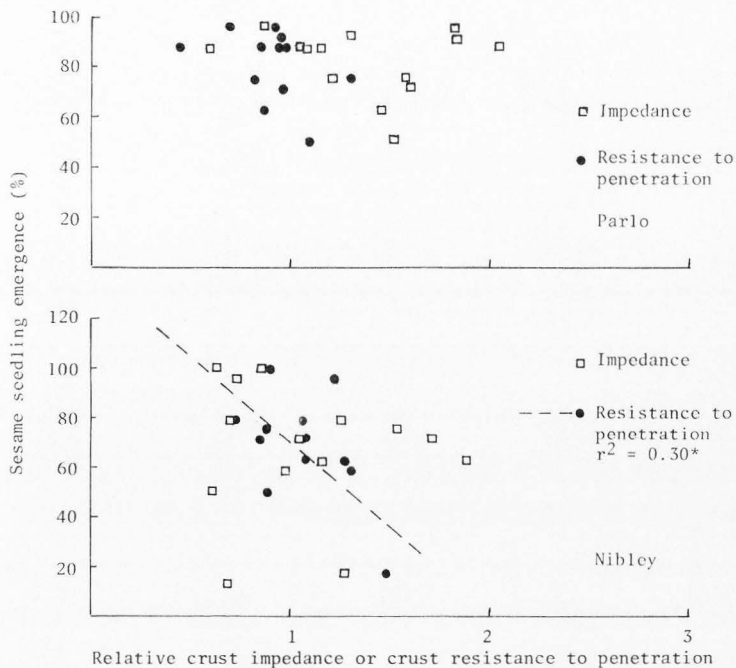 100
80
60
40
20
Impedance
Resistance to
penetration
Parlo
Sesame seedling emergence (%)
120
100
80
60
40
20
Impedance
Resistance to
penetration
r² = 0.30*
Nibley
1
2
3
Relative crust impedance or crust resistance to penetration